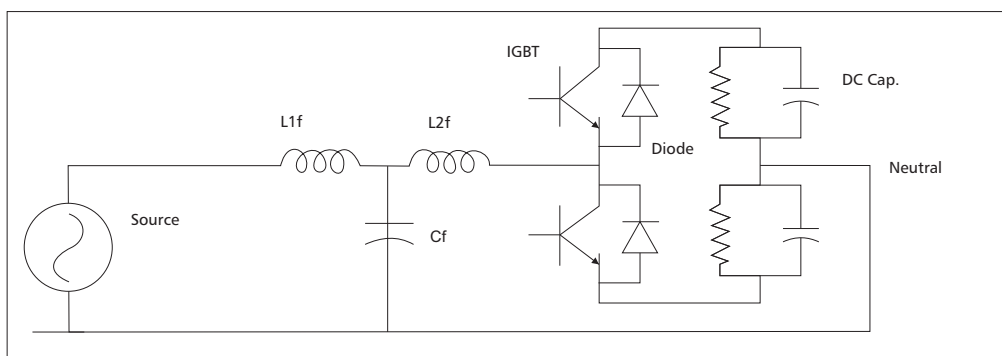 IGBT
DC Cap.
L1f
L2f
Diode
Neutral
Source
Cf